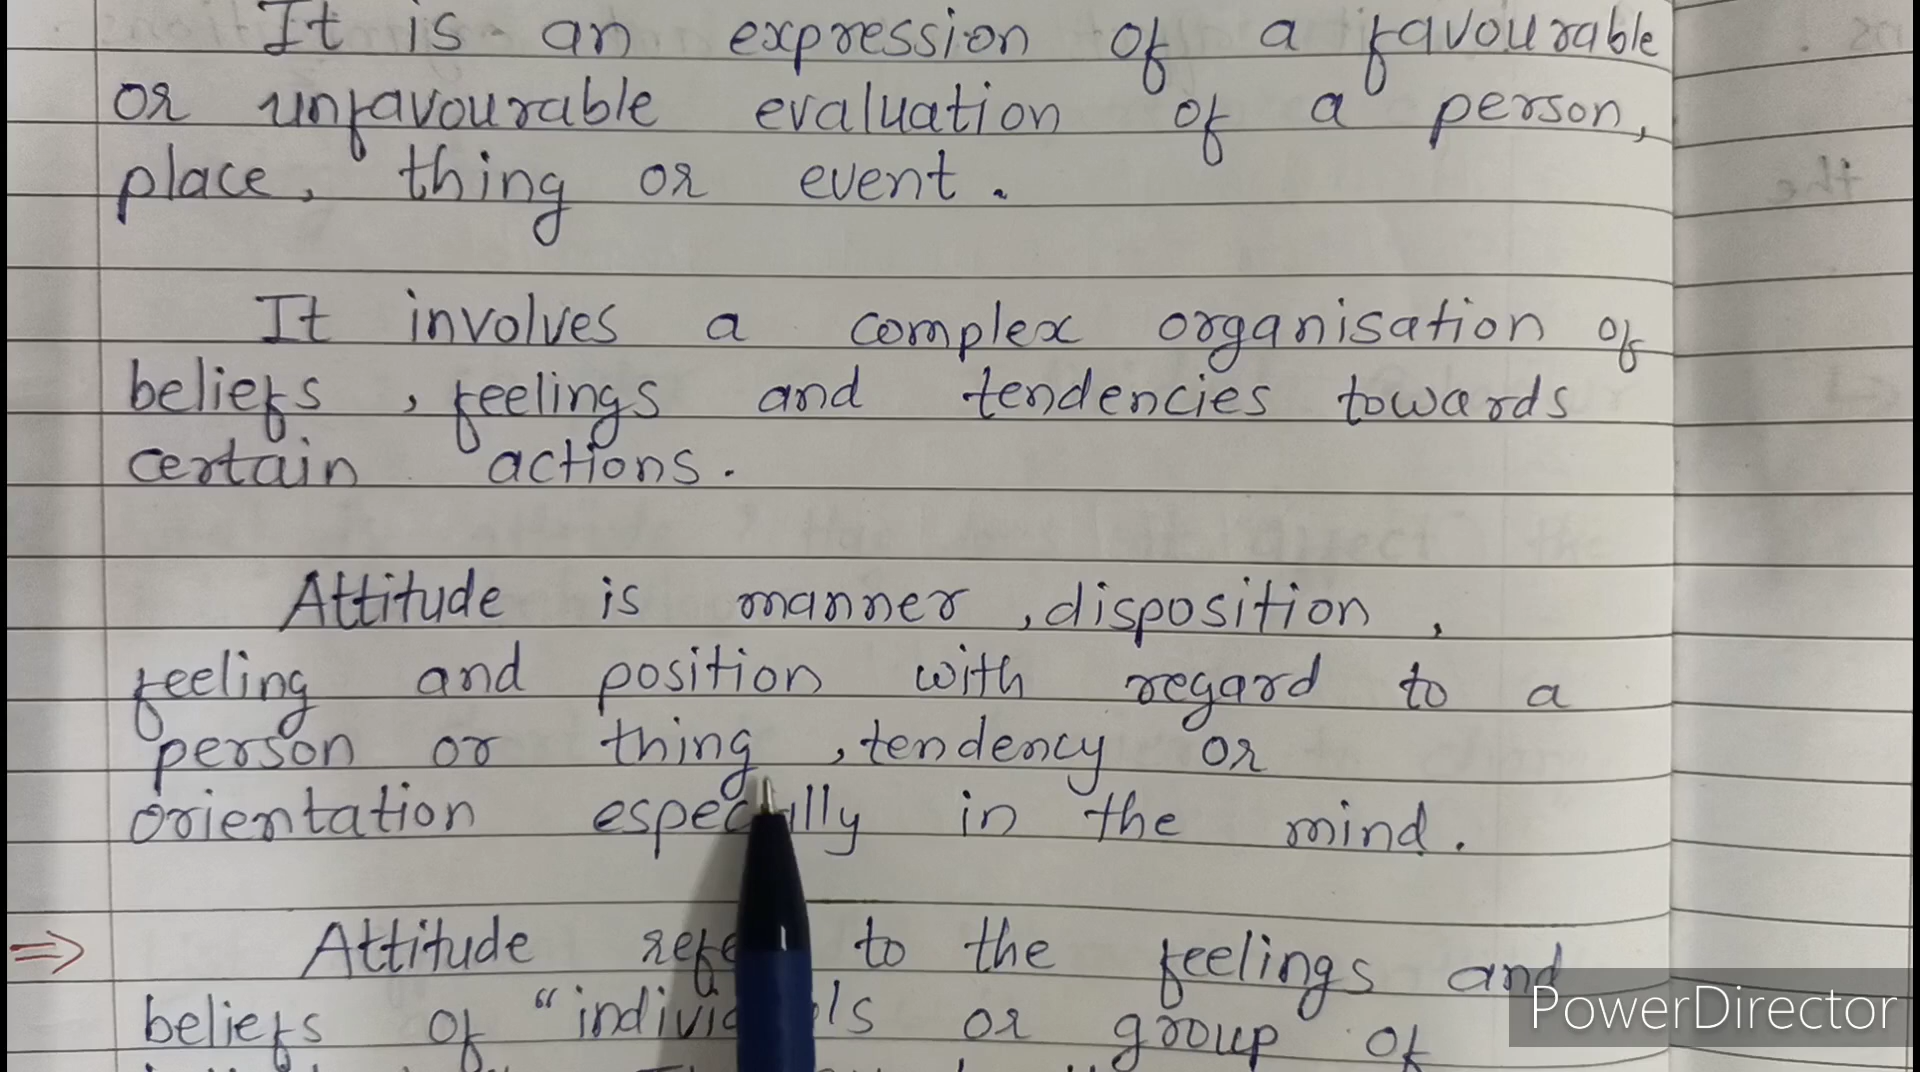 It is an expression of a favourable
or unfavourable evaluation of a person,
place, thing or event.
It involves a complex organisation of
beliefs, feelings and tendencies towards
certain actions.
Attitude is manner, disposition,
feeling and position with regard to a
person or thing, tendency or
orientation especially in the mind.
⇒ Attitude to the feelings and
beliefs of " or group of
PowerDirector
the